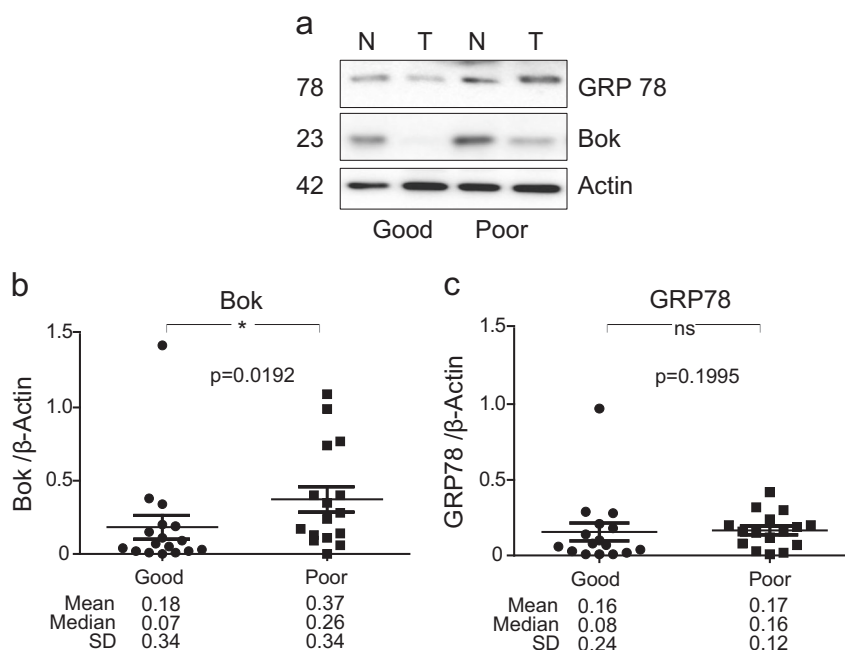 a
N T N T
78 GRP 78
23 Bok
42 Actin
Good Poor
b
Bok
*
p=0.0192
1.5
1.0
0.5
0
Bok /β-Actin
Good Poor
Mean 0.18 0.37
Median 0.07 0.26
SD 0.34 0.34
c
GRP78
ns
p=0.1995
1.5
1.0
0.5
0
GRP78 /β-Actin
Good Poor
Mean 0.16 0.17
Median 0.08 0.16
SD 0.24 0.12